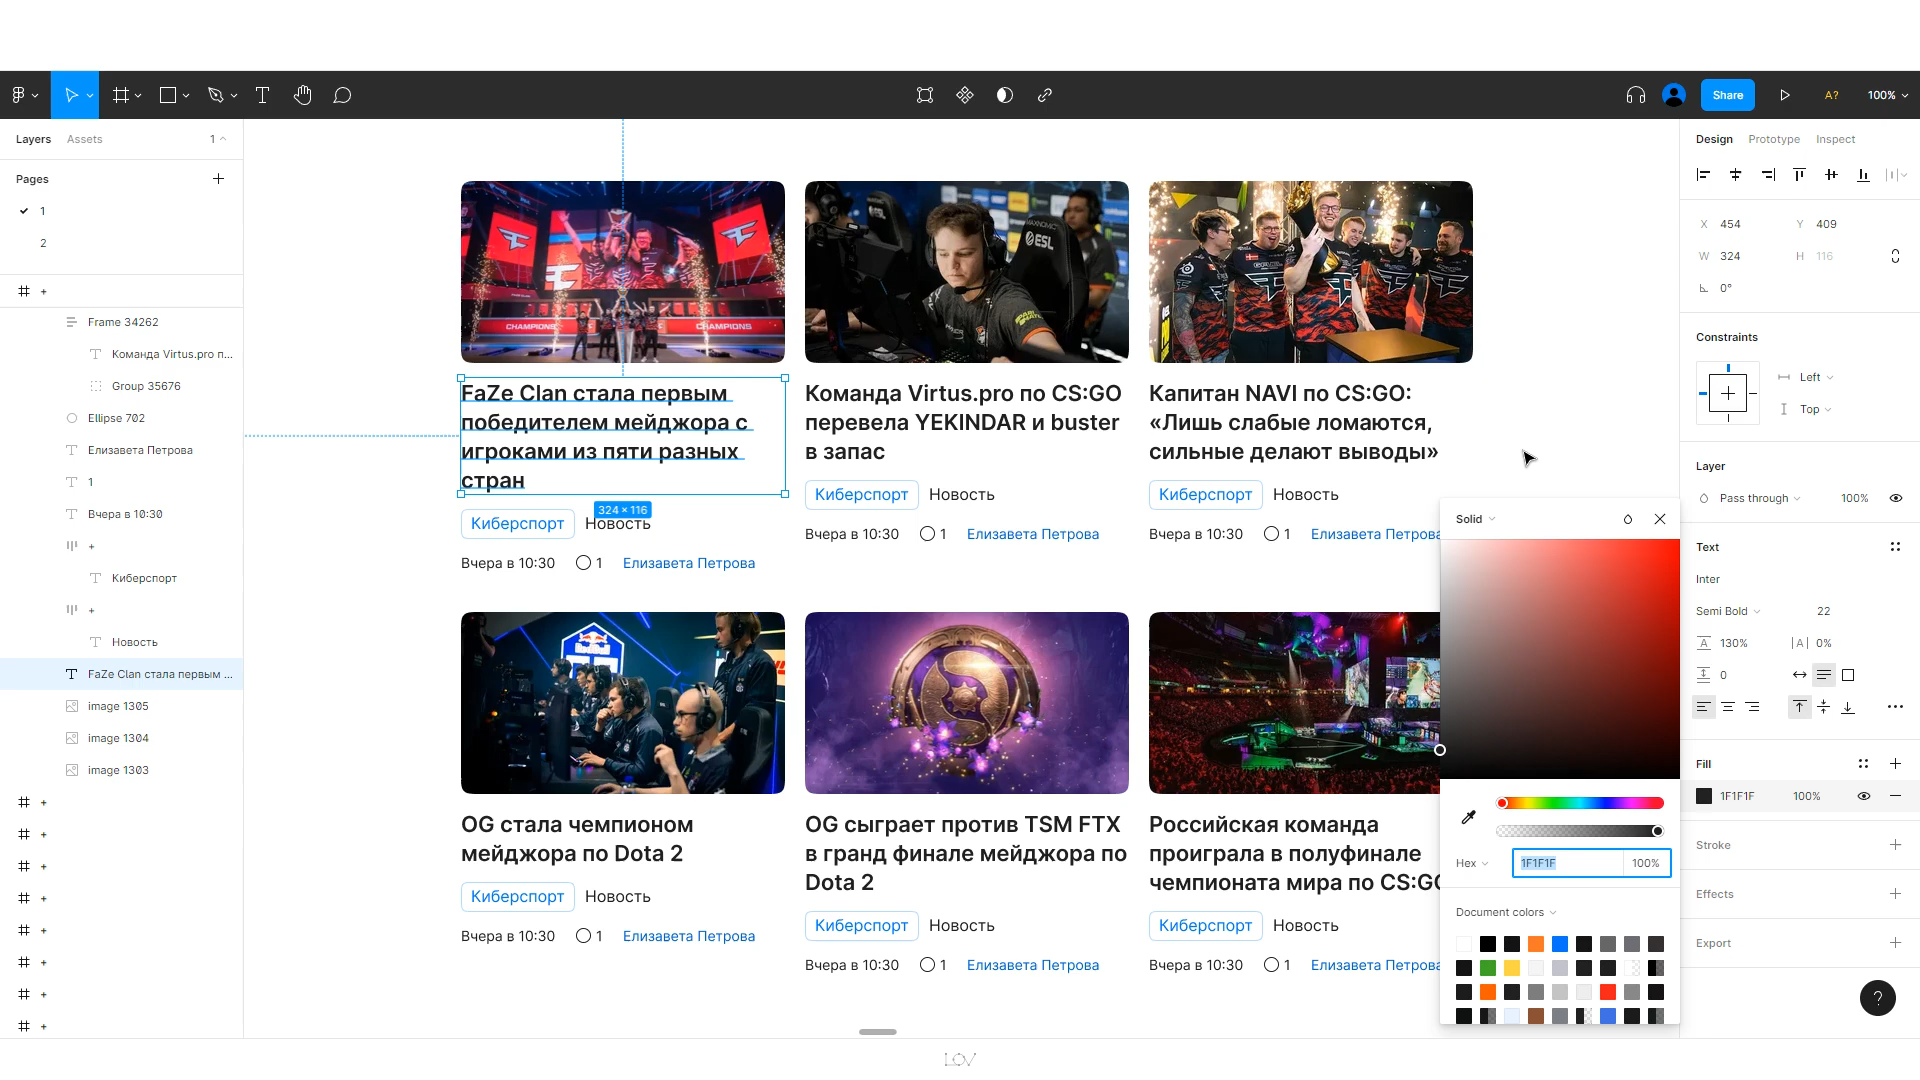 Share
A?
100%
Layers
Assets
1
Design
Prototype
Inspect
Pages
1
2
+
Frame 34262
Команда Virtus.pro п...
Group 35676
Ellipse 702
Елизавета Петрова
1
Вчера в 10:30
+
Киберспорт
+
Новость
FaZe Clan стала первым ...
image 1305
image 1304
image 1303
+
+
+
+
+
+
+
+
CHAMPIONS
CHAMPIONS
FaZe Clan стала первым
победителем мейджора с
игроками из пяти разных
стран
324 × 116
Киберспорт
Новость
Вчера в 10:30
1
Елизавета Петрова
ESL
Команда Virtus.pro по CS:GO
перевела YEKINDAR и buster
в запас
Киберспорт
Новость
Вчера в 10:30
1
Елизавета Петрова
Капитан NAVI по CS:GO:
«Лишь слабые ломаются,
сильные делают выводы»
Киберспорт
Новость
Вчера в 10:30
1
Елизавета Петрова
OG стала чемпионом
мейджора по Dota 2
Киберспорт
Новость
Вчера в 10:30
1
Елизавета Петрова
OG сыграет против TSM FTX
в гранд финале мейджора по
Dota 2
Киберспорт
Новость
Вчера в 10:30
1
Елизавета Петрова
Российская команда
проиграла в полуфинале
чемпионата мира по CS:GO
Киберспорт
Новость
Вчера в 10:30
1
Елизавета Петрова
Solid
Hex
1F1F1F
100%
Document colors
X 454
Y 409
W 324
H 116
0°
Constraints
Left
Top
Layer
Pass through
100%
Text
Inter
Semi Bold
22
130%
0%
0
Fill
1F1F1F
100%
Stroke
Effects
Export
?
LOV